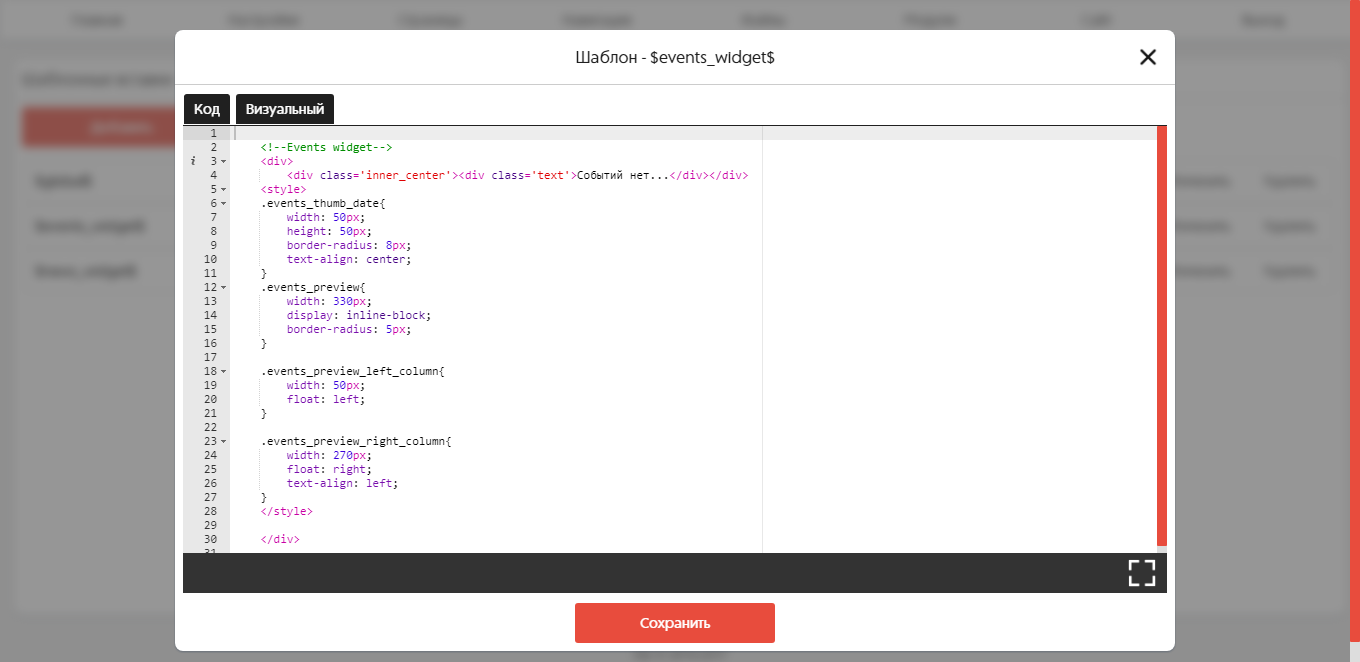 Шаблон - $events_widget$
Код Визуальный
1
2 <!--Events widget-->
i 3 <div>
4 <div class='inner_center'><div class='text'>Событий нет...</div></div>
5 <style>
6 .events_thumb_date{
7 width: 50px;
8 height: 50px;
9 border-radius: 8px;
10 text-align: center;
11 }
12 .events_preview{
13 width: 330px;
14 display: inline-block;
15 border-radius: 5px;
16 }
17
18 .events_preview_left_column{
19 width: 50px;
20 float: left;
21 }
22
23 .events_preview_right_column{
24 width: 270px;
25 float: right;
26 text-align: left;
27 }
28 </style>
29
30 </div>
31
Сохранить